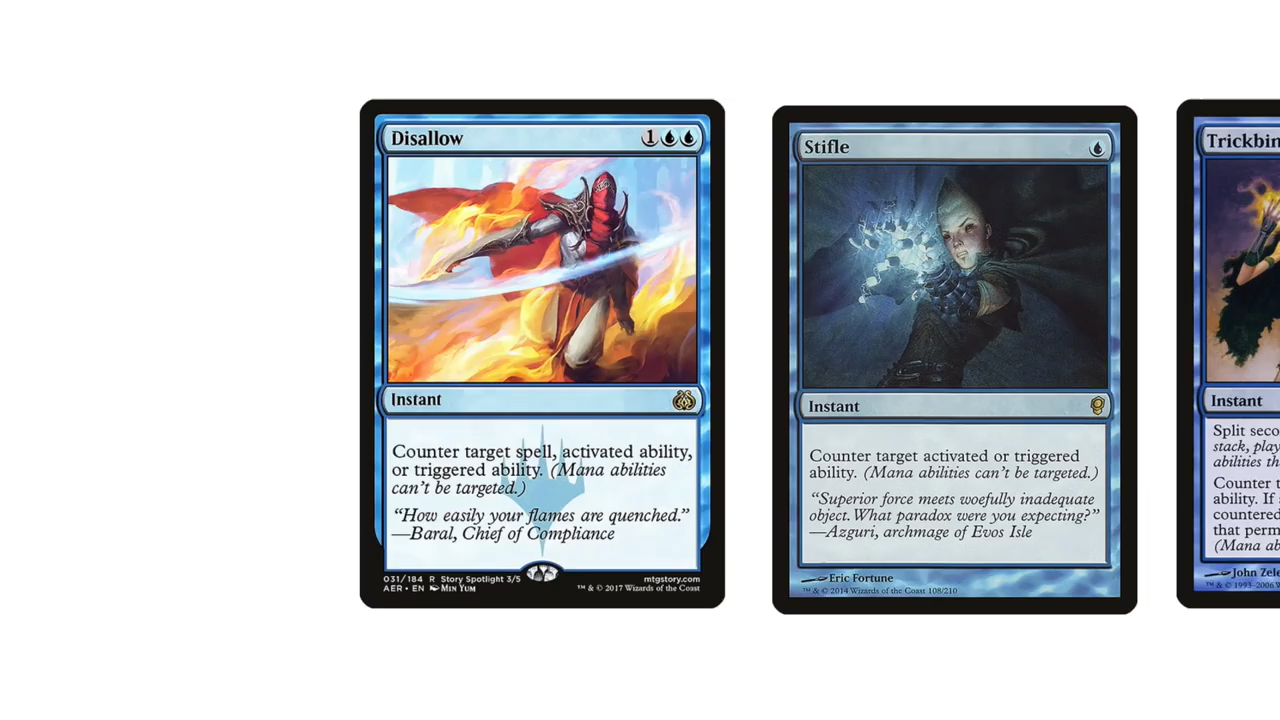 Disallow 1
Instant
Counter target spell, activated ability,
or triggered ability. (Mana abilities
can't be targeted.)
“How easily your flames are quenched.”
—Baral, Chief of Compliance
031/184 R Story Spotlight 3/5
AER • EN Min Yum
mtgstory.com
™ & © 2017 Wizards of the Coast
Stifle
Instant
Counter target activated or triggered
ability. (Mana abilities can't be targeted.)
“Superior force meets woefully inadequate
object. What paradox were you expecting?”
—Azguri, archmage of Evos Isle
Eric Fortune
™ & © 2014 Wizards of the Coast 108/210
Trickbin
Instant
Split seco
stack, play
abilities th
Counter t
ability. If
countered
that perm
(Mana ab
John Zele
™ & © 1993–2006 W